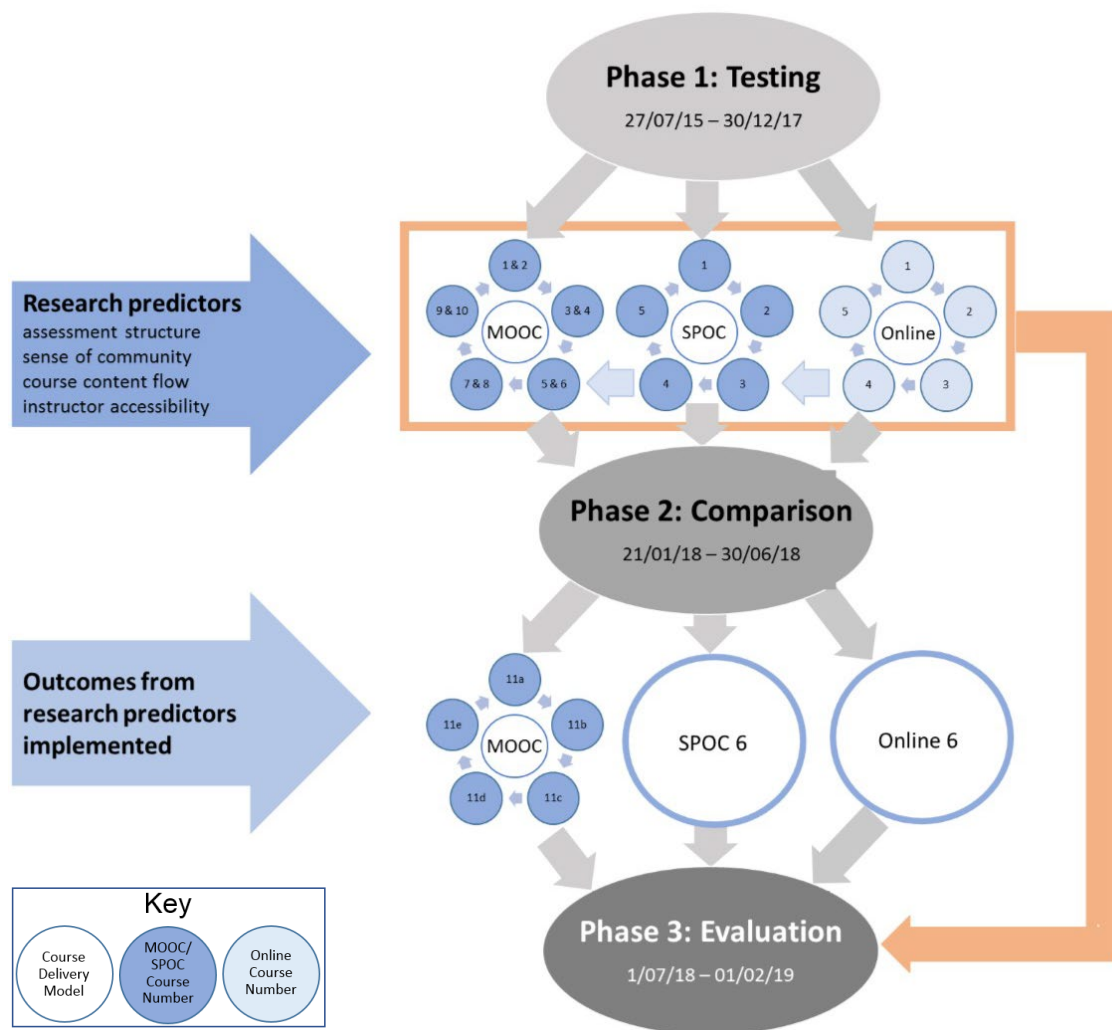 Phase 1: Testing
27/07/15 – 30/12/17
Research predictors
assessment structure
sense of community
course content flow
instructor accessibility
1 & 2
3 & 4
5 & 6
7 & 8
9 & 10
MOOC
1
2
3
4
5
SPOC
1
2
3
4
5
Online
Phase 2: Comparison
21/01/18 – 30/06/18
Outcomes from
research predictors
implemented
11a
11b
11c
11d
11e
MOOC
SPOC 6
Online 6
Phase 3: Evaluation
1/07/18 – 01/02/19
Key
Course
Delivery
Model
MOOC/
SPOC
Course
Number
Online
Course
Number